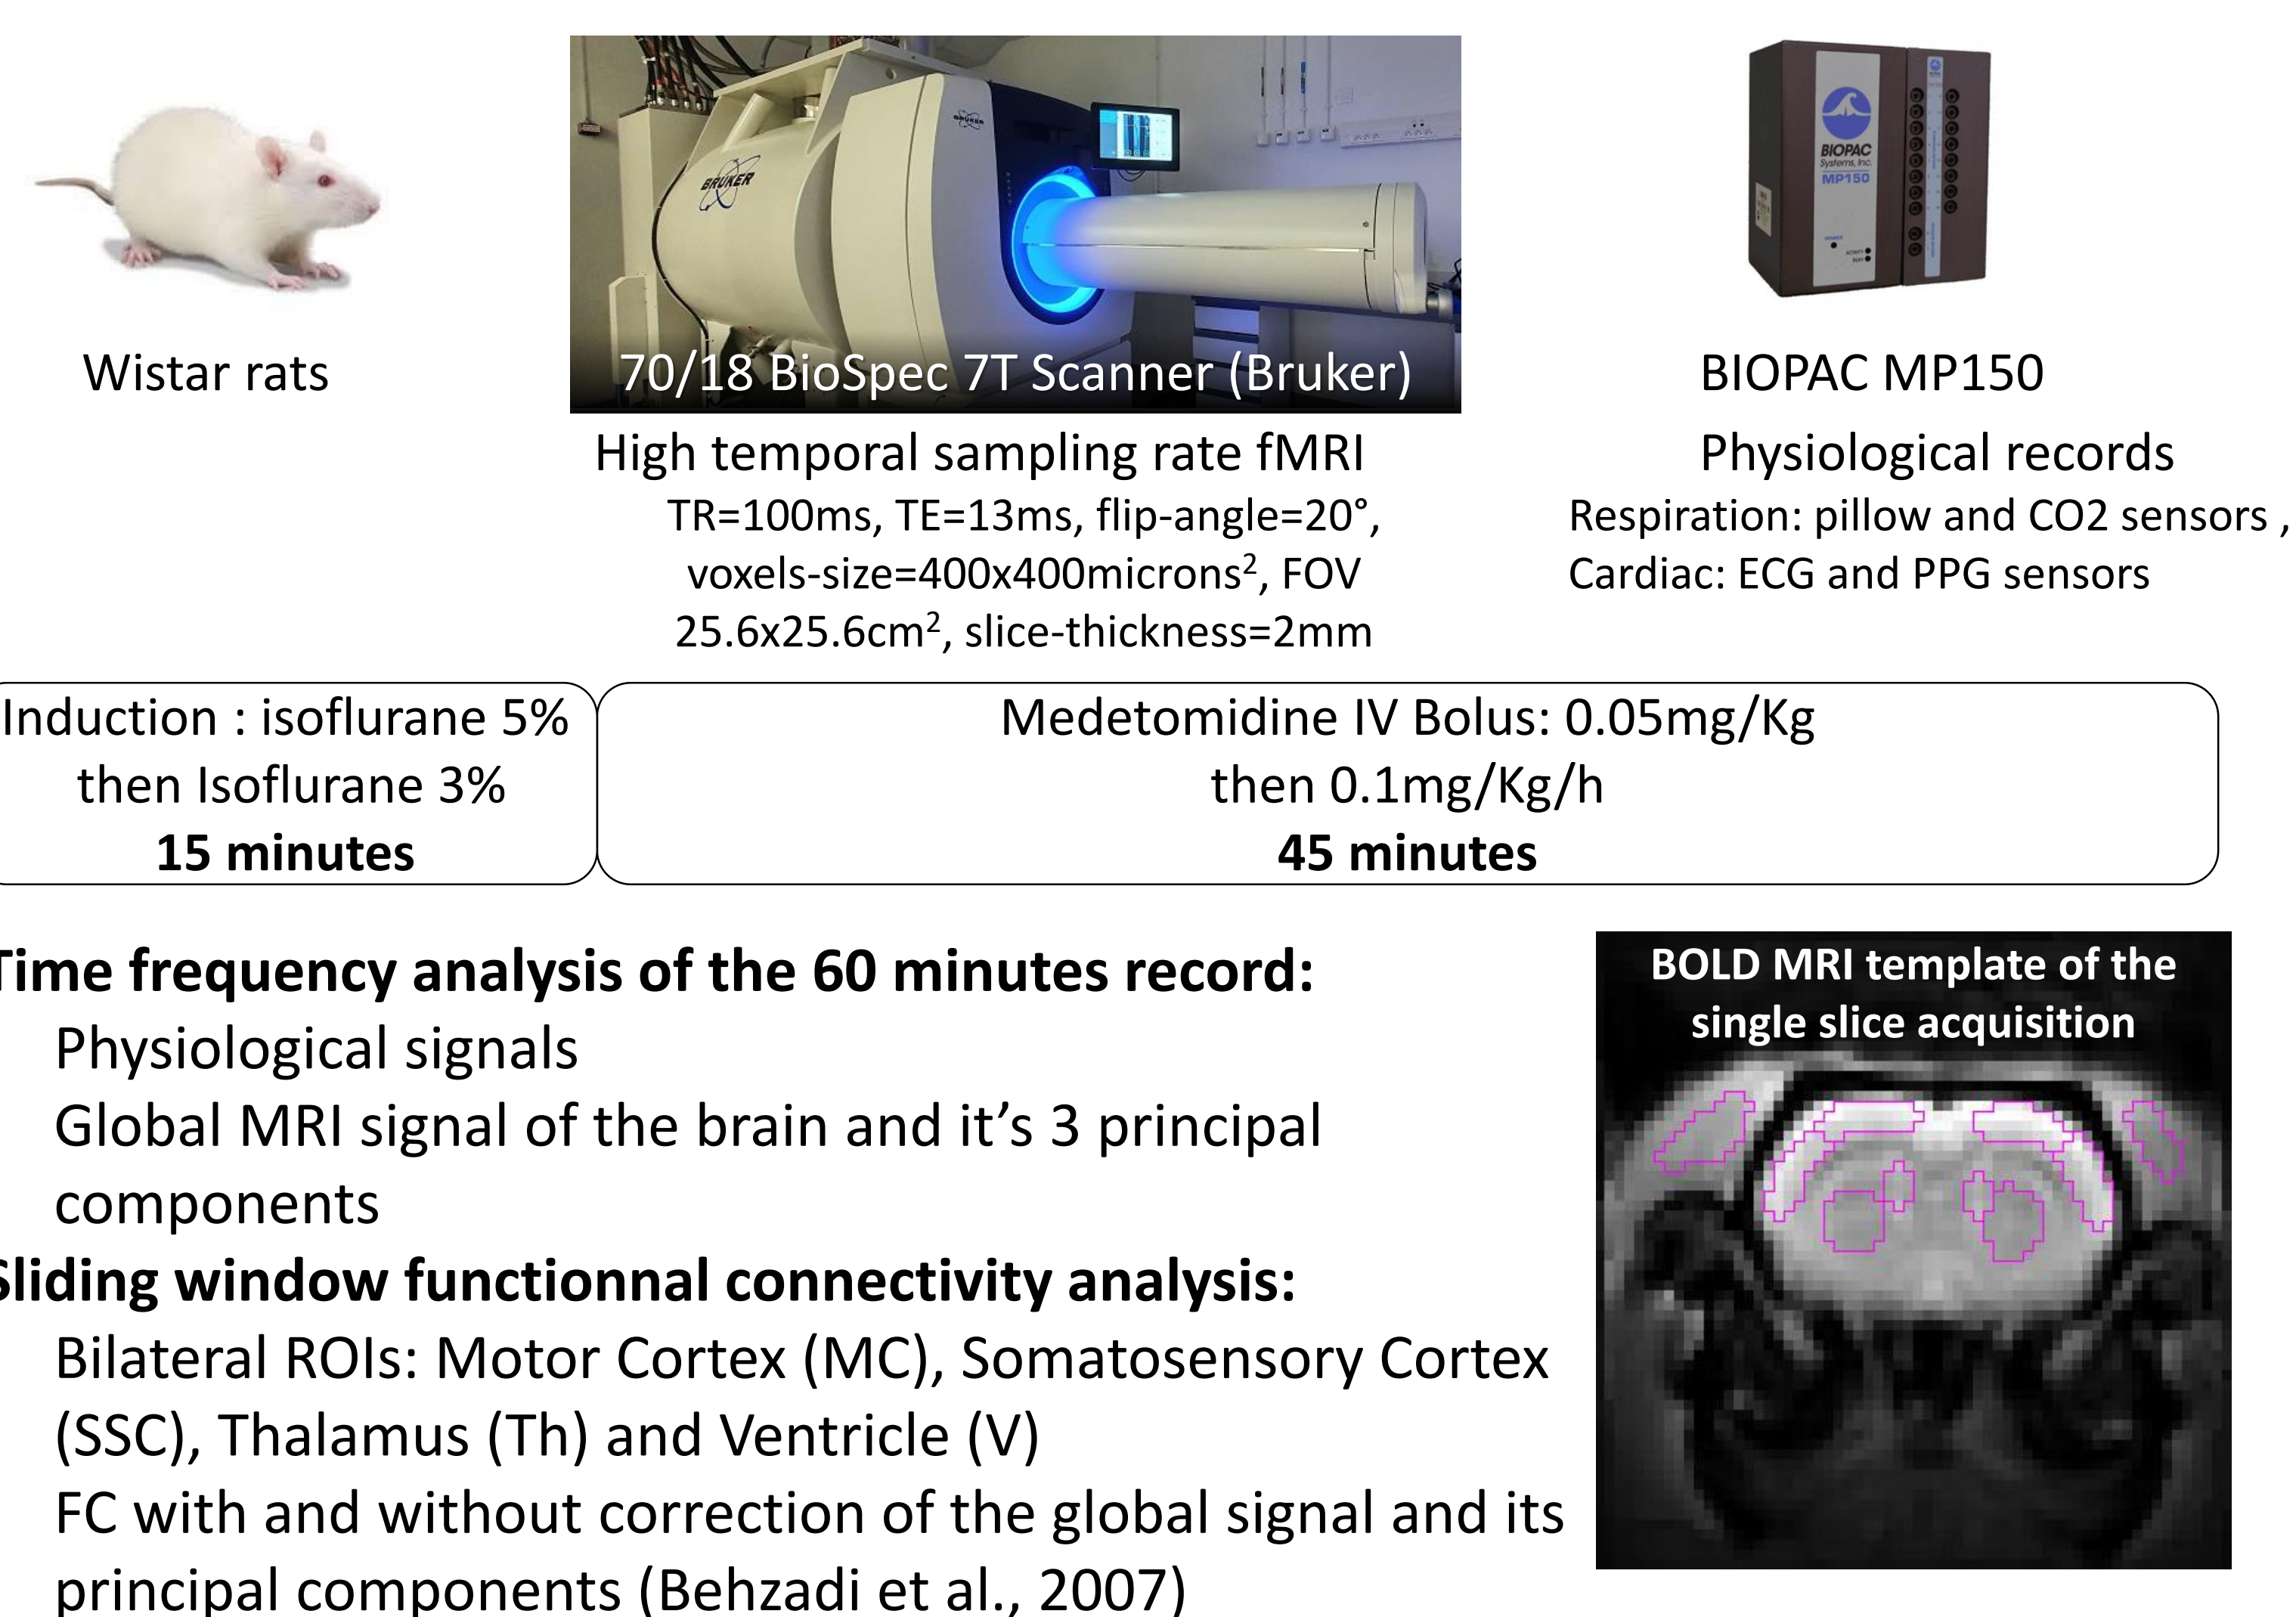 BRUKER
BRUKER
BIOPAC
Systems, Inc.
MP150
Wistar rats
70/18 BioSpec 7T Scanner (Bruker)
BIOPAC MP150
High temporal sampling rate fMRI
TR=100ms, TE=13ms, flip-angle=20°,
voxels-size=400x400microns², FOV
25.6x25.6cm², slice-thickness=2mm
Physiological records
Respiration: pillow and CO2 sensors ,
Cardiac: ECG and PPG sensors
Induction : isoflurane 5%
then Isoflurane 3%
15 minutes
Medetomidine IV Bolus: 0.05mg/Kg
then 0.1mg/Kg/h
45 minutes
Time frequency analysis of the 60 minutes record:
Physiological signals
Global MRI signal of the brain and it’s 3 principal
components
Sliding window functionnal connectivity analysis:
Bilateral ROIs: Motor Cortex (MC), Somatosensory Cortex
(SSC), Thalamus (Th) and Ventricle (V)
FC with and without correction of the global signal and its
principal components (Behzadi et al., 2007)
BOLD MRI template of the
single slice acquisition